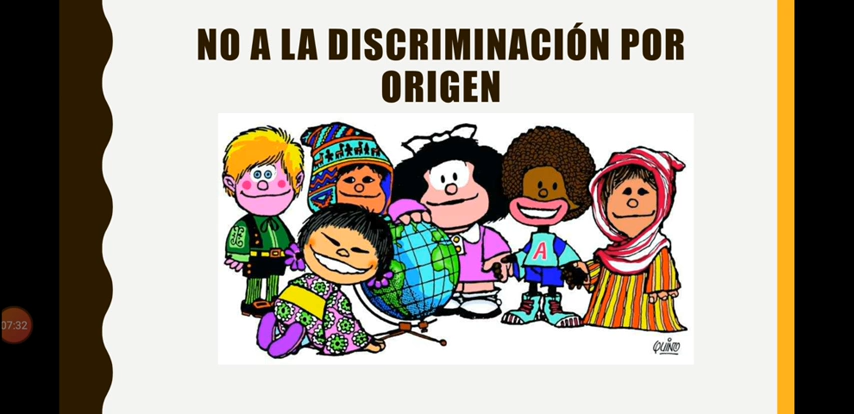 NO A LA DISCRIMINACIÓN POR
ORIGEN
A
QUINO
07:32